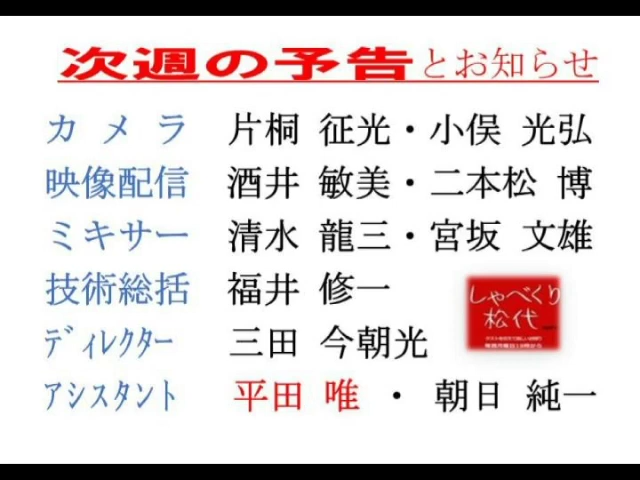 次週の予告とお知らせ
カメラ 片桐 征光・小俣 光弘
映像配信 酒井 敏美・二本松 博
ミキサー 清水 龍三・宮坂 文雄
技術総括 福井 修一
しゃべくり
松代
ディレクター 三田 今朝光
アシスタント 平田 唯・朝日 純一